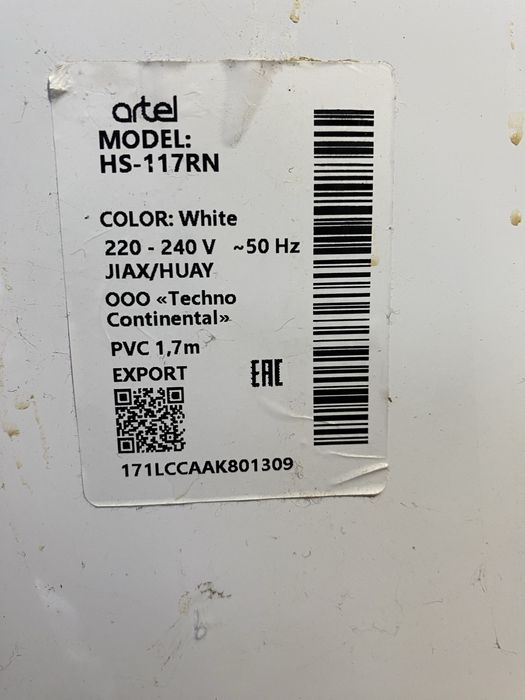 artel
MODEL:
HS-117RN
COLOR: White
220 - 240 V ~50 Hz
JIAX/HUAY
ООО «Techno
Continental»
PVC 1,7m
EXPORT
EAC
171LCCAAK801309